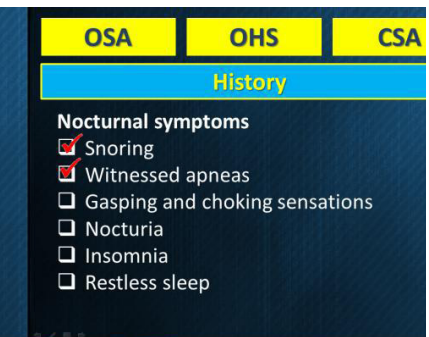 OSA OHS CSA
History
Nocturnal symptoms
Snoring
Witnessed apneas
Gasping and choking sensations
Nocturia
Insomnia
Restless sleep